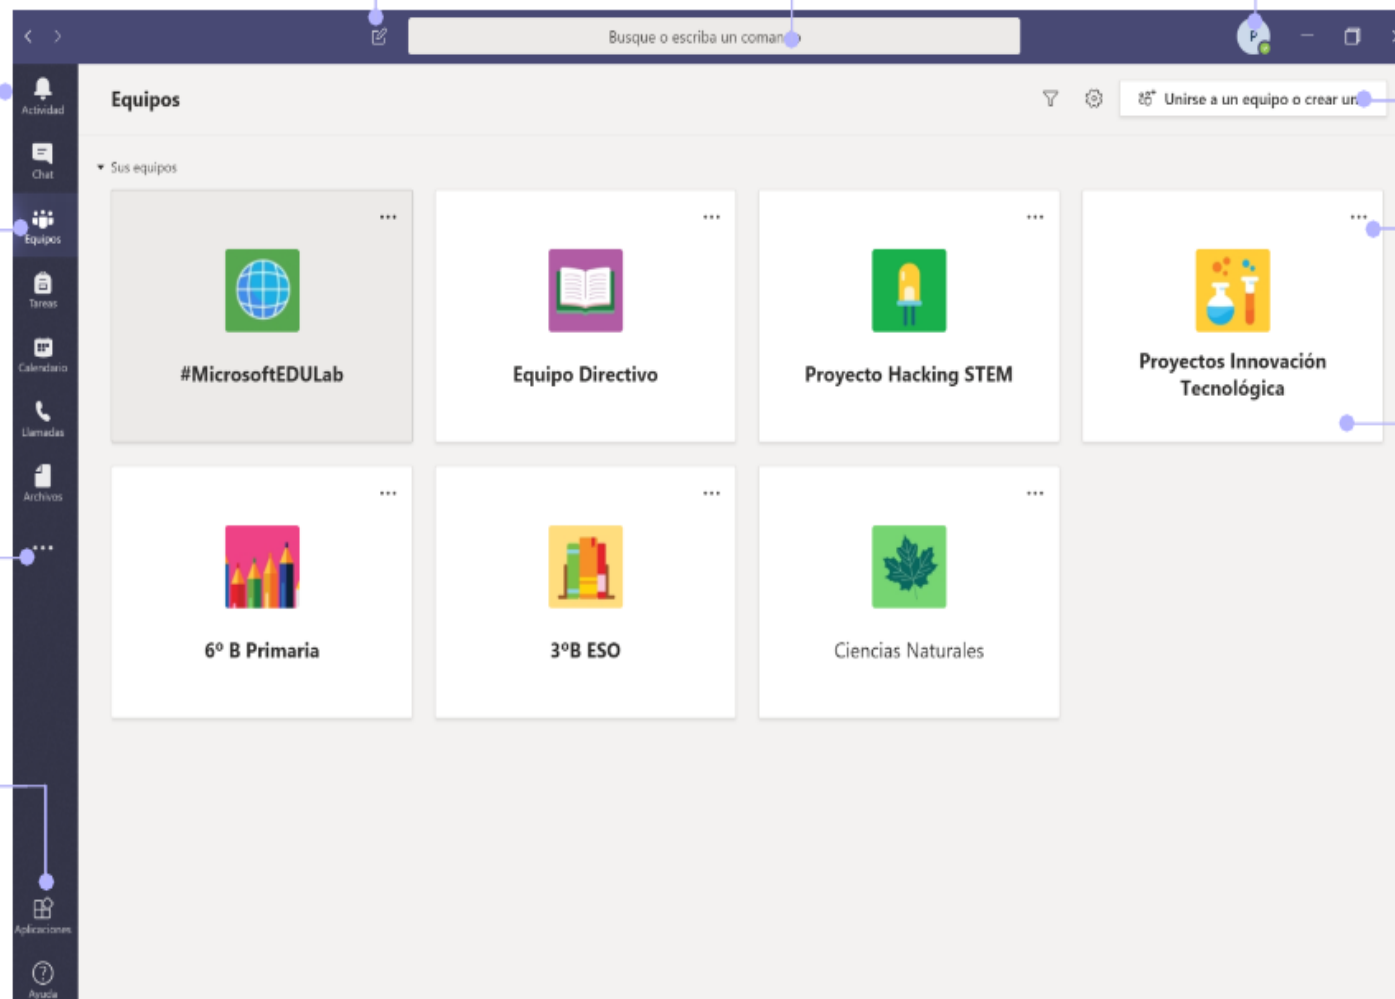 Busque o escriba un coman
P
Actividad
Chat
Equipos
Tareas
Calendario
Llamadas
Archivos
Aplicaciones
Ayuda
Equipos
Unirse a un equipo o crear un
Sus equipos
#MicrosoftEDULab
Equipo Directivo
Proyecto Hacking STEM
Proyectos Innovación
Tecnológica
6º B Primaria
3ºB ESO
Ciencias Naturales